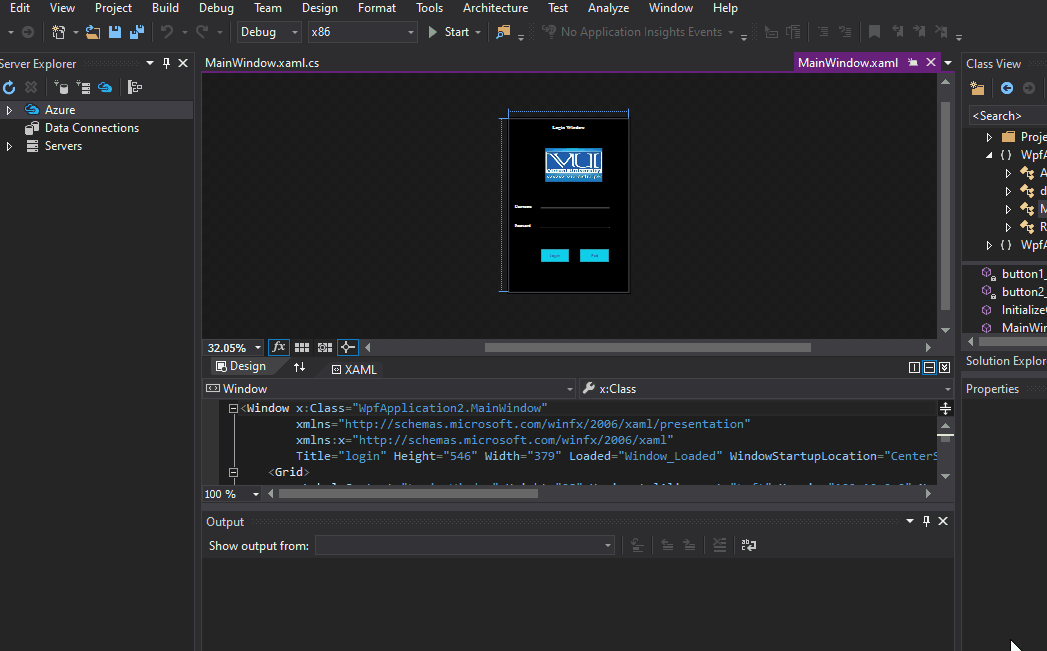 Edit View Project Build Debug Team Design Format Tools Architecture Test Analyze Window Help
Debug x86 Start No Application Insights Events
Server Explorer
Azure
Data Connections
Servers
MainWindow.xaml.cs
MainWindow.xaml
Login Window
VU
Virtual University
Username
Password
Login
32.05%
Design
XAML
Window
x:Class
<Window x:Class="WpfApplication2.MainWindow"
xmlns="http://schemas.microsoft.com/winfx/2006/xaml/presentation"
xmlns:x="http://schemas.microsoft.com/winfx/2006/xaml"
Title="login" Height="546" Width="379" Loaded="Window_Loaded" WindowStartupLocation="CenterS
<Grid>
100 %
Output
Show output from:
Class View
<Search>
Proje
{ } WpfA
A
d
M
R
{ } WpfA
button1_
button2_
Initialize
MainWin
Solution Explor
Properties